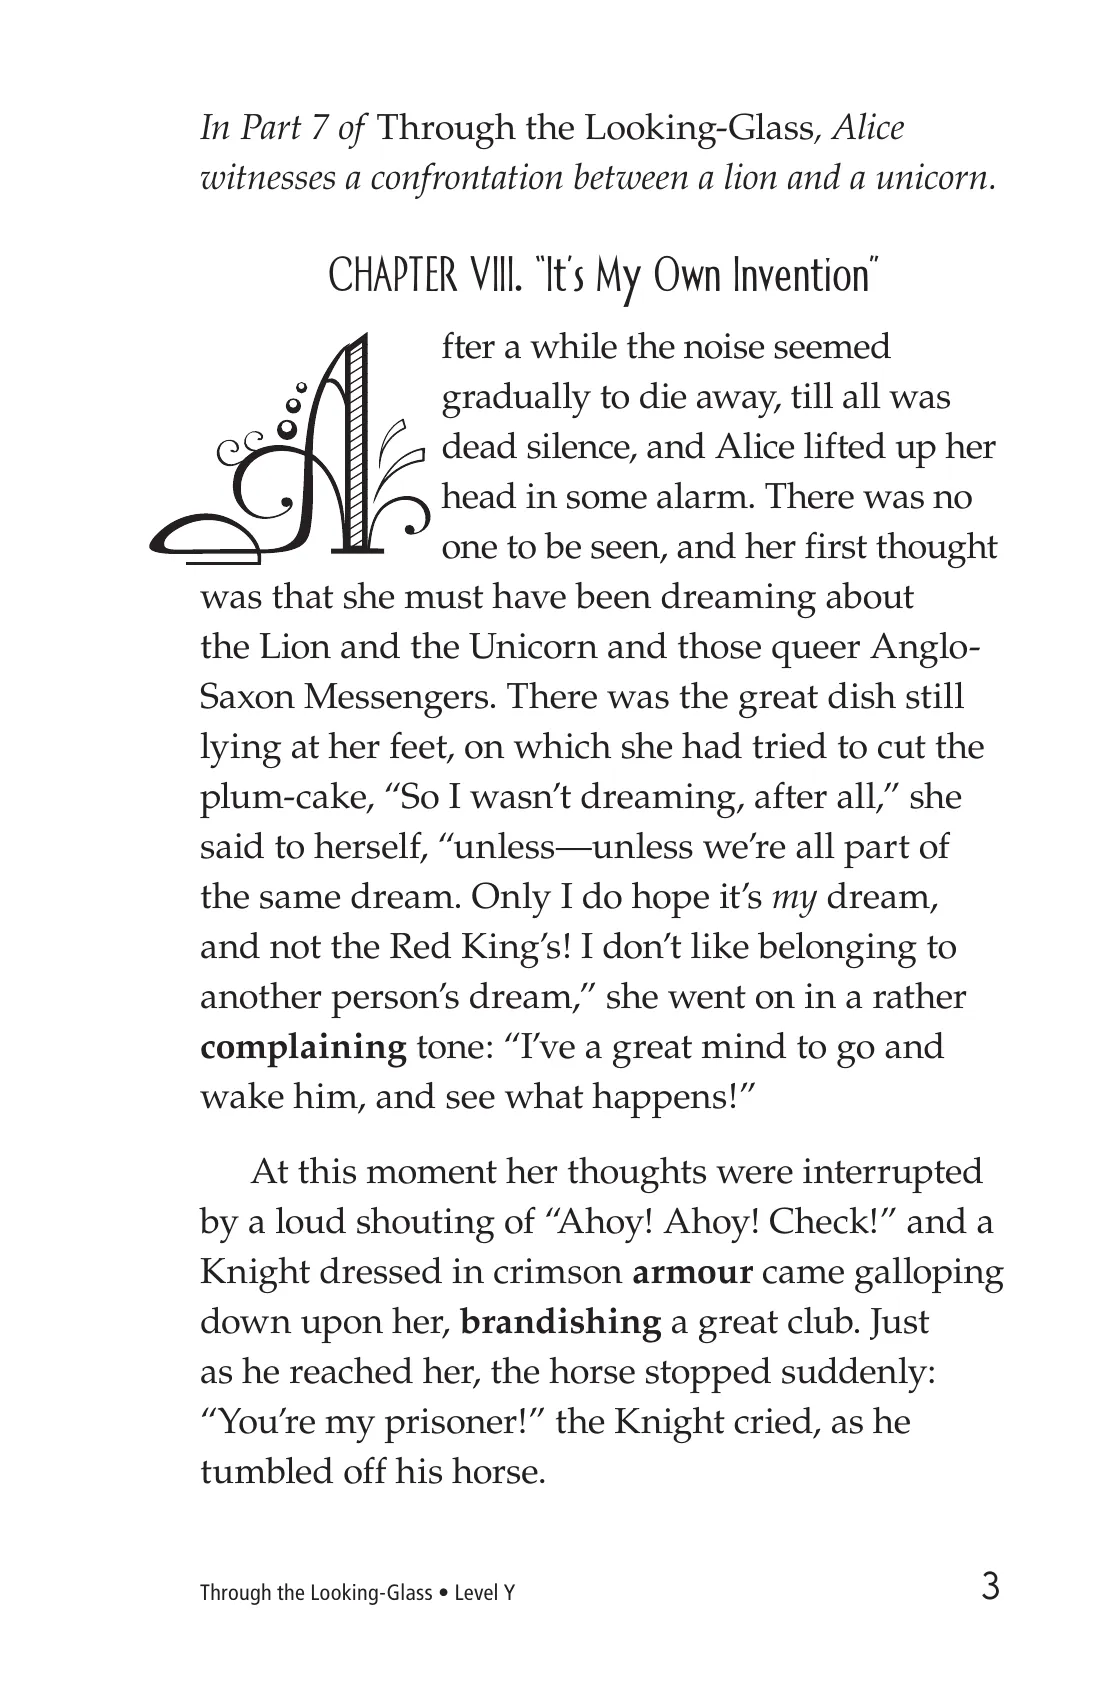 In Part 7 of Through the Looking-Glass, Alice
witnesses a confrontation between a lion and a unicorn.
CHAPTER VIII. “It’s My Own Invention”
After a while the noise seemed
gradually to die away, till all was
dead silence, and Alice lifted up her
head in some alarm. There was no
one to be seen, and her first thought
was that she must have been dreaming about
the Lion and the Unicorn and those queer Anglo-
Saxon Messengers. There was the great dish still
lying at her feet, on which she had tried to cut the
plum-cake, “So I wasn’t dreaming, after all,” she
said to herself, “unless—unless we’re all part of
the same dream. Only I do hope it’s my dream,
and not the Red King’s! I don’t like belonging to
another person’s dream,” she went on in a rather
complaining tone: “I’ve a great mind to go and
wake him, and see what happens!”
At this moment her thoughts were interrupted
by a loud shouting of “Ahoy! Ahoy! Check!” and a
Knight dressed in crimson armour came galloping
down upon her, brandishing a great club. Just
as he reached her, the horse stopped suddenly:
“You’re my prisoner!” the Knight cried, as he
tumbled off his horse.
Through the Looking-Glass • Level Y
3